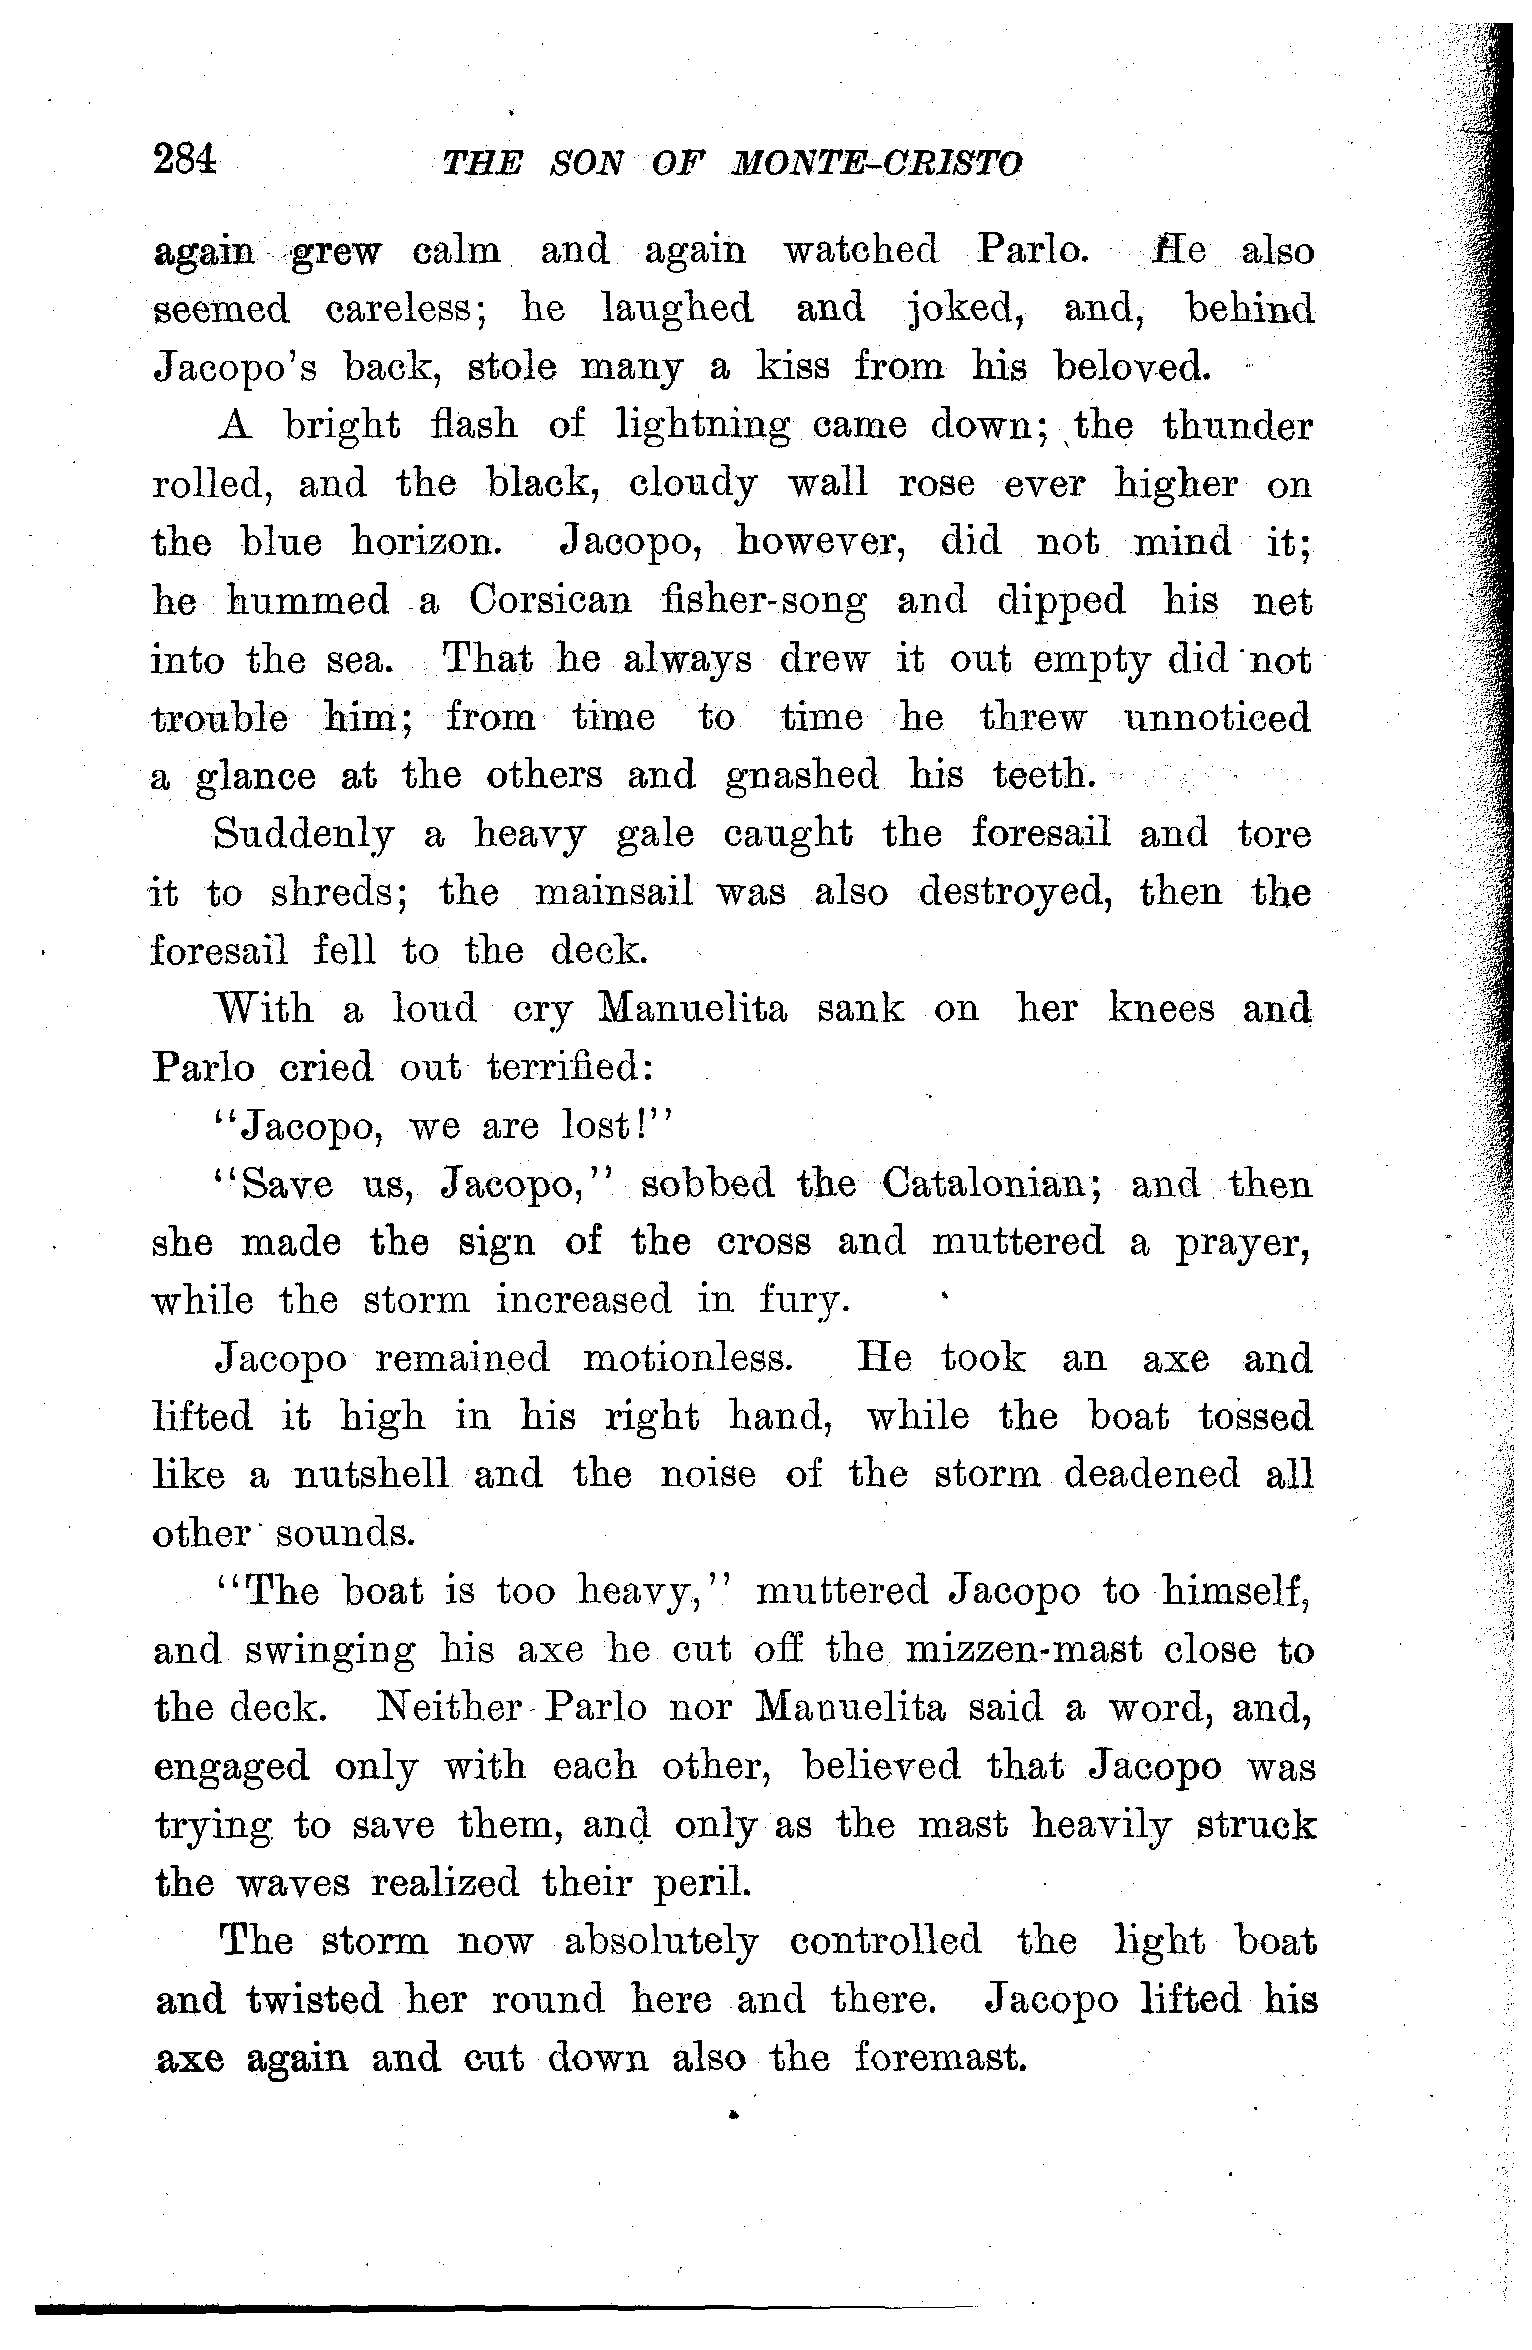 284 THE SON OF MONTE-CRISTO
again grew calm and again watched Parlo. He also
seemed careless; he laughed and joked, and, behind
Jacopo's back, stole many a kiss from his beloved.
A bright flash of lightning came down; the thunder
rolled, and the black, cloudy wall rose ever higher on
the blue horizon. Jacopo, however, did not mind it;
he hummed a Corsican fisher-song and dipped his net
into the sea. That he always drew it out empty did not
trouble him; from time to time he threw unnoticed
a glance at the others and gnashed his teeth.
Suddenly a heavy gale caught the foresail and tore
it to shreds; the mainsail was also destroyed, then the
foresail fell to the deck.
With a loud cry Manuelita sank on her knees and
Parlo cried out terrified:
"Jacopo, we are lost!"
"Save us, Jacopo," sobbed the Catalonian; and then
she made the sign of the cross and muttered a prayer,
while the storm increased in fury.
Jacopo remained motionless. He took an axe and
lifted it high in his right hand, while the boat tossed
like a nutshell and the noise of the storm deadened all
other sounds.
"The boat is too heavy," muttered Jacopo to himself,
and swinging his axe he cut off the mizzen-mast close to
the deck. Neither Parlo nor Manuelita said a word, and,
engaged only with each other, believed that Jacopo was
trying to save them, and only as the mast heavily struck
the waves realized their peril.
The storm now absolutely controlled the light boat
and twisted her round here and there. Jacopo lifted his
axe again and cut down also the foremast.